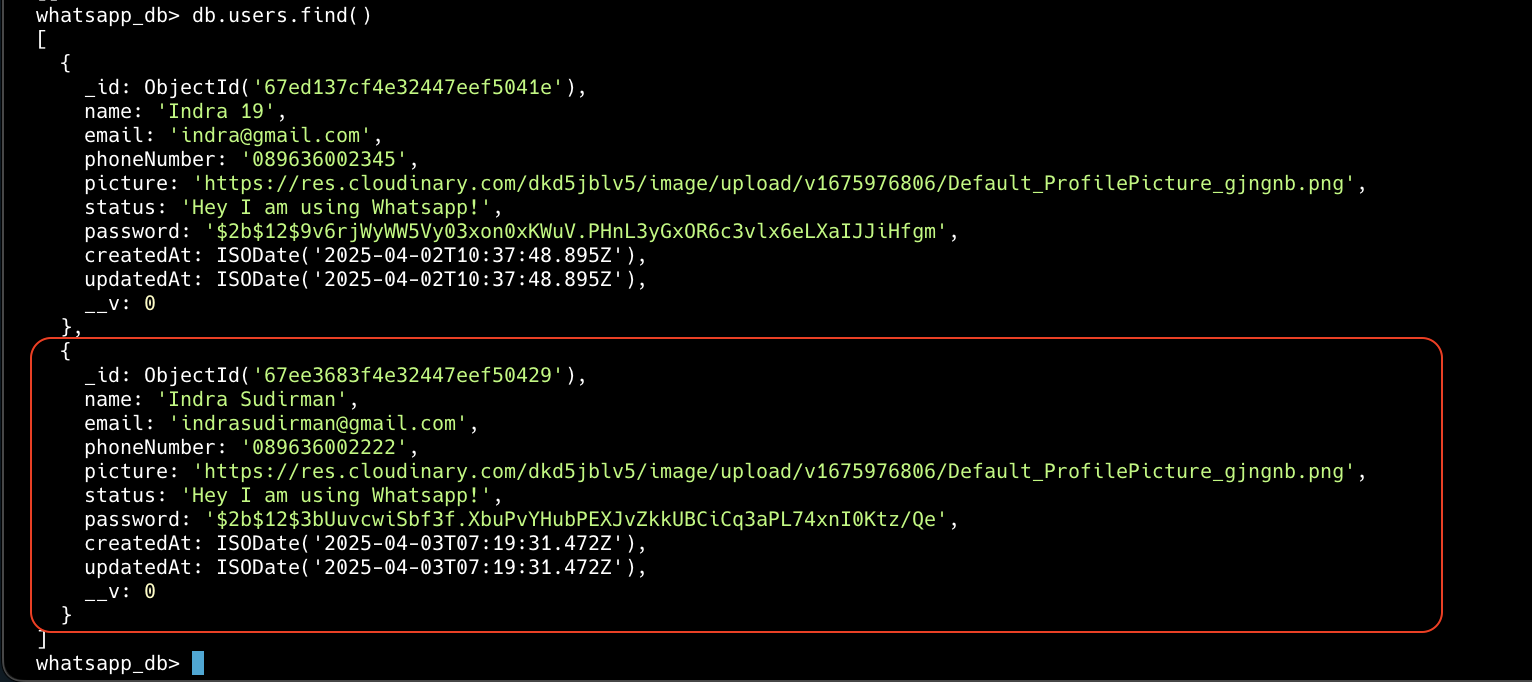 whatsapp_db> db.users.find()
[
  {
    _id: ObjectId('67ed137cf4e32447eef5041e'),
    name: 'Indra 19',
    email: 'indra@gmail.com',
    phoneNumber: '089636002345',
    picture: 'https://res.cloudinary.com/dkd5jblv5/image/upload/v1675976806/Default_ProfilePicture_gjngnb.png',
    status: 'Hey I am using Whatsapp!',
    password: '$2b$12$9v6rjWyWW5Vy03xon0xKWuV.PHnL3yGxOR6c3vlx6eLXaIJJiHfgm',
    createdAt: ISODate('2025-04-02T10:37:48.895Z'),
    updatedAt: ISODate('2025-04-02T10:37:48.895Z'),
    __v: 0
  },
  {
    _id: ObjectId('67ee3683f4e32447eef50429'),
    name: 'Indra Sudirman',
    email: 'indrasudirman@gmail.com',
    phoneNumber: '089636002222',
    picture: 'https://res.cloudinary.com/dkd5jblv5/image/upload/v1675976806/Default_ProfilePicture_gjngnb.png',
    status: 'Hey I am using Whatsapp!',
    password: '$2b$12$3bUuvcwiSbf3f.XbuPvYHubPEXJvZkkUBCiCq3aPL74xnI0Ktz/Qe',
    createdAt: ISODate('2025-04-03T07:19:31.472Z'),
    updatedAt: ISODate('2025-04-03T07:19:31.472Z'),
    __v: 0
  }
]
whatsapp_db>